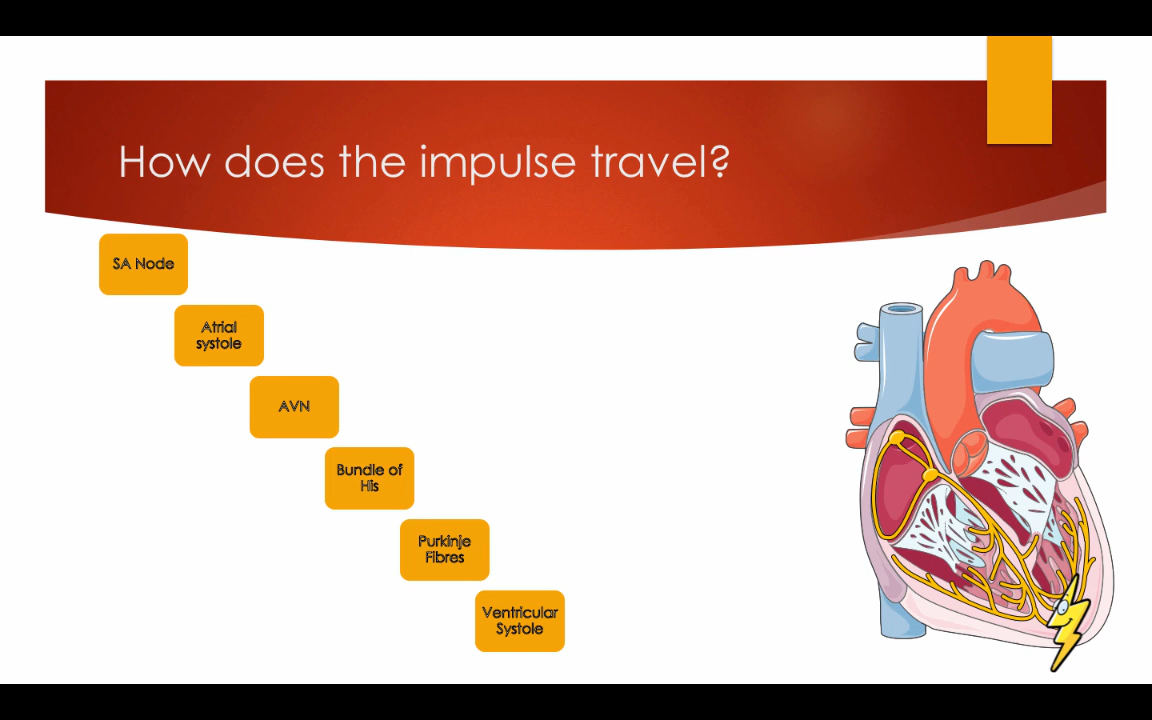 How does the impulse travel?
SA Node
Atrial
systole
AVN
Bundle of
His
Purkinje
Fibres
Ventricular
Systole